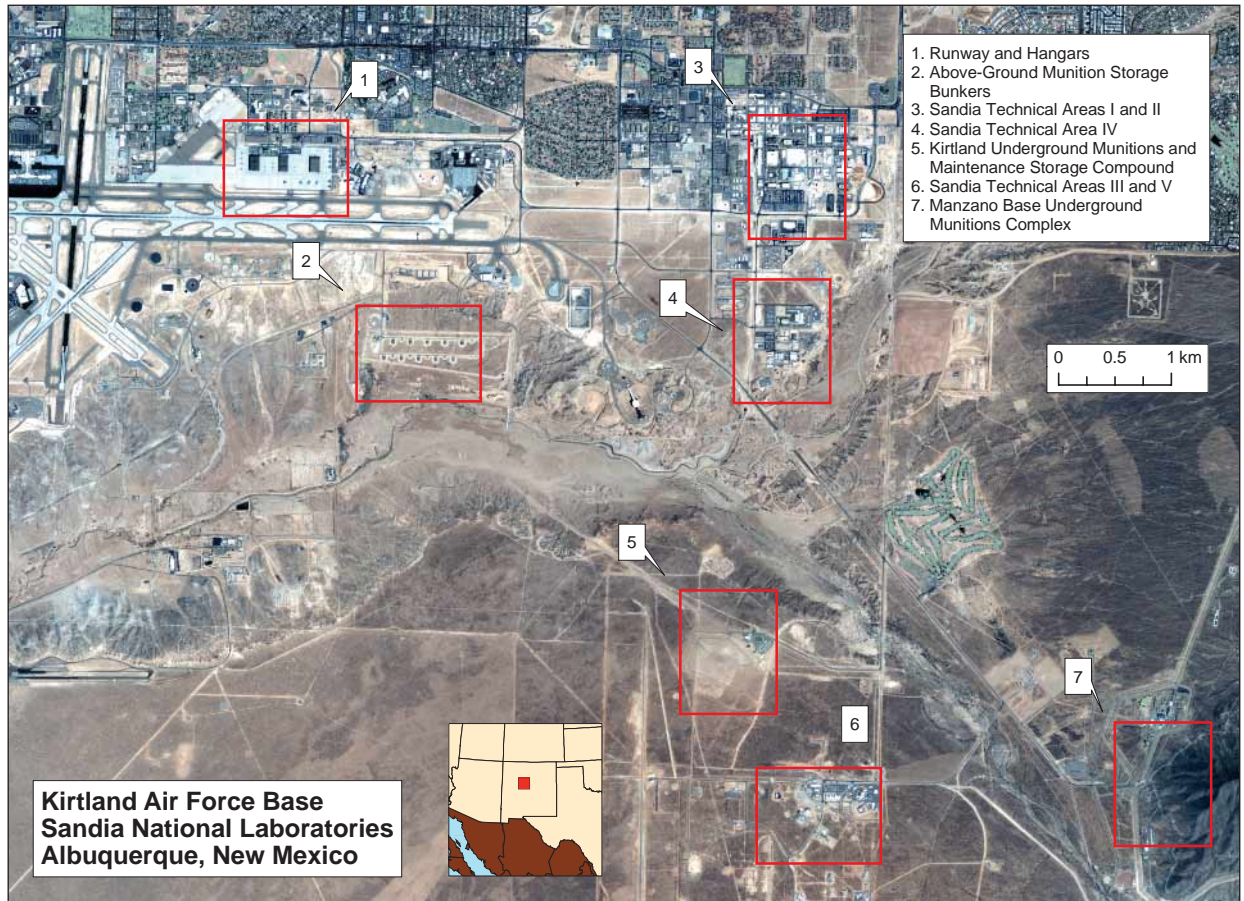 1
3
1. Runway and Hangars
2. Above-Ground Munition Storage
Bunkers
3. Sandia Technical Areas I and II
4. Sandia Technical Area IV
5. Kirtland Underground Munitions and
Maintenance Storage Compound
6. Sandia Technical Areas III and V
7. Manzano Base Underground
Munitions Complex
2
4
0 0.5 1 km
5
7
6
Kirtland Air Force Base
Sandia National Laboratories
Albuquerque, New Mexico